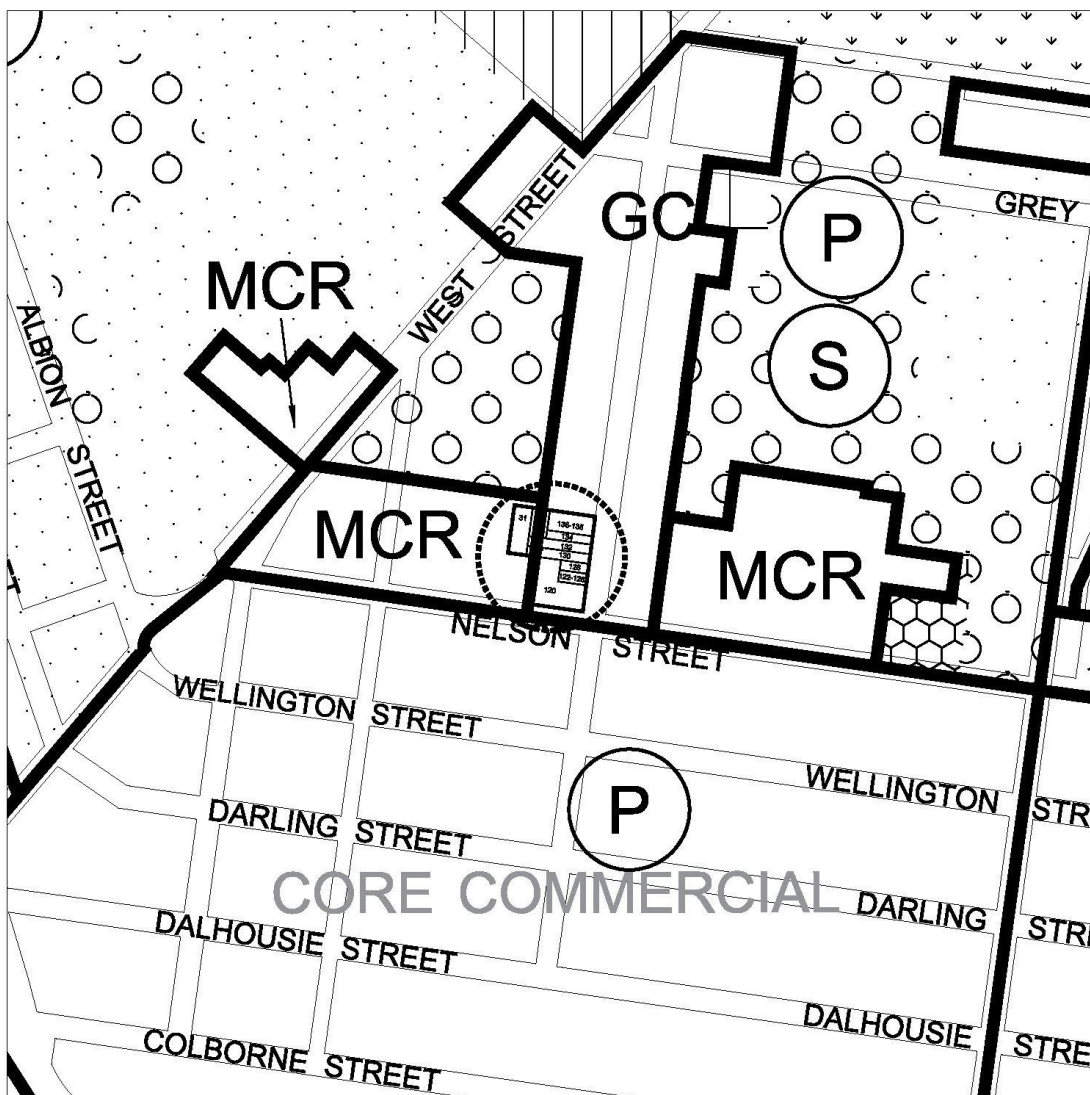 GREY
GC
P
WEST STREET
MCR
ALBION STREET
S
31
136-138
134
132
130
128
122-126
120
MCR
MCR
NELSON STREET
WELLINGTON STREET
WELLINGTON STR
P
DARLING STREET
CORE COMMERCIAL
DARLING STRE
DALHOUSIE STREET
DALHOUSIE STRE
COLBORNE STREET